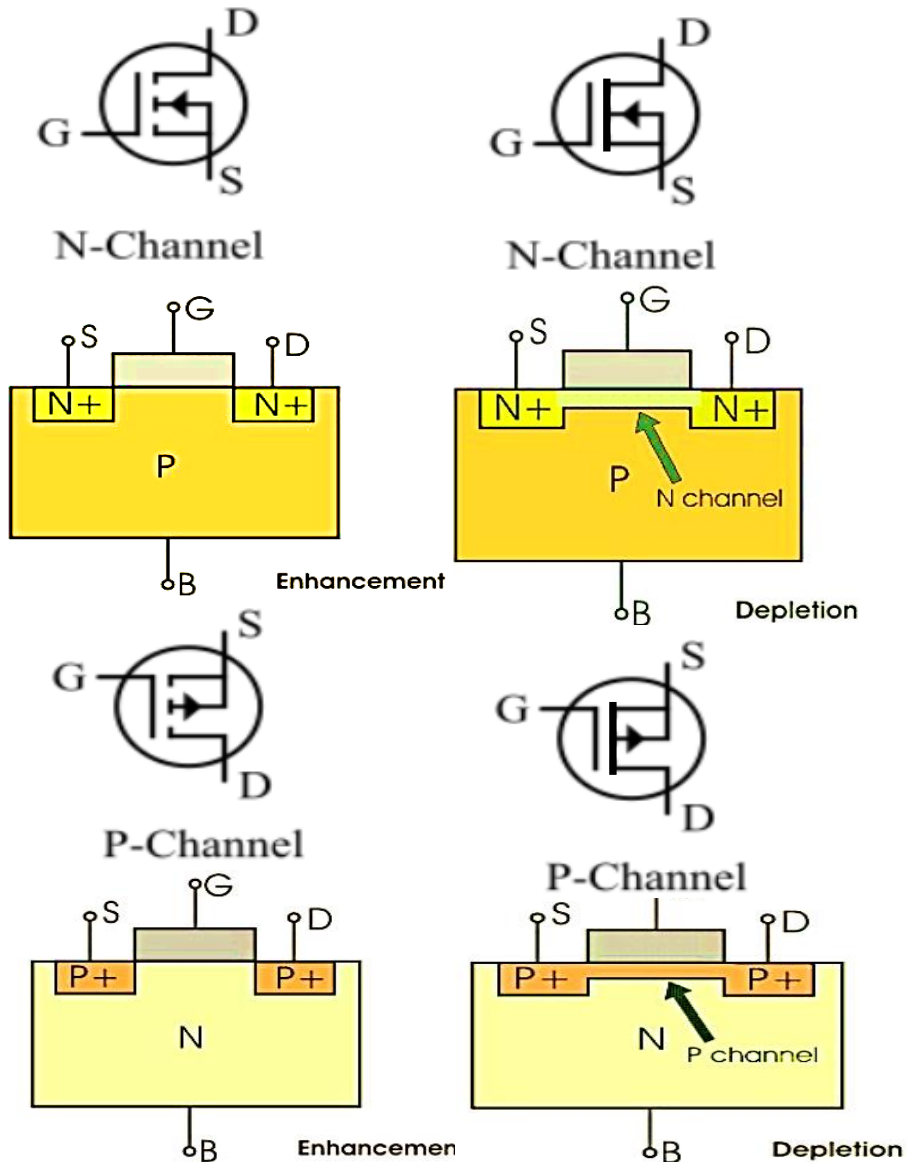 D D
G G
S S
N-Channel N-Channel
G G
S D S D
N+ N+ N+ N+
P P
N channel
B Enhancement B Depletion
S S
G G
D D
P-Channel P-Channel
G
S D S D
P+ P+ P+ P+
N N
P channel
B Enhancemen B Depletion